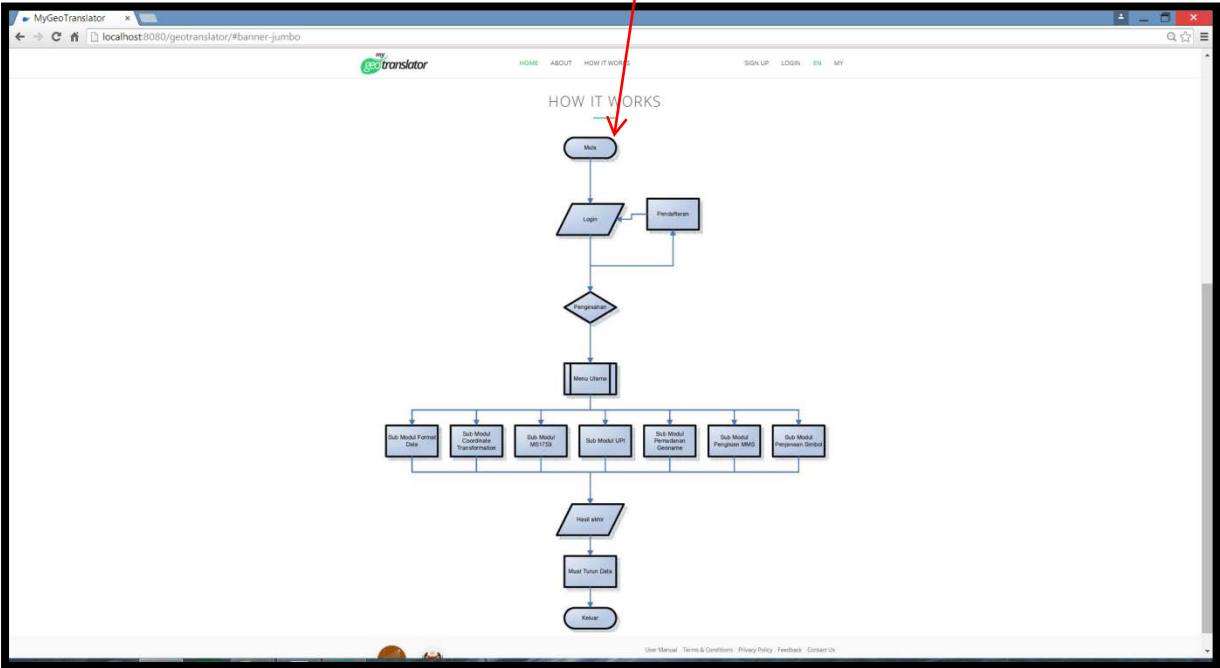 MyGeoTranslator
localhost:8080/geotranslator/#banner-jumbo
my
geo translator
HOME ABOUT HOW IT WORKS SIGN UP LOGIN EN MY
HOW IT WORKS
Mula
Login
Pendaftaran
Pengesahan
Menu Utama
Sub Modul Format
Data
Sub Modul
Coordinate
Transformation
Sub Modul
MS1759
Sub Modul UPI
Sub Modul
Pemadanan
Geoname
Sub Modul
Pengisian MMS
Sub Modul
Penjanaan Simbol
Hasil akhir
Muat Turun Data
Keluar
User Manual Terms & Conditions Privacy Policy Feedback Contact Us